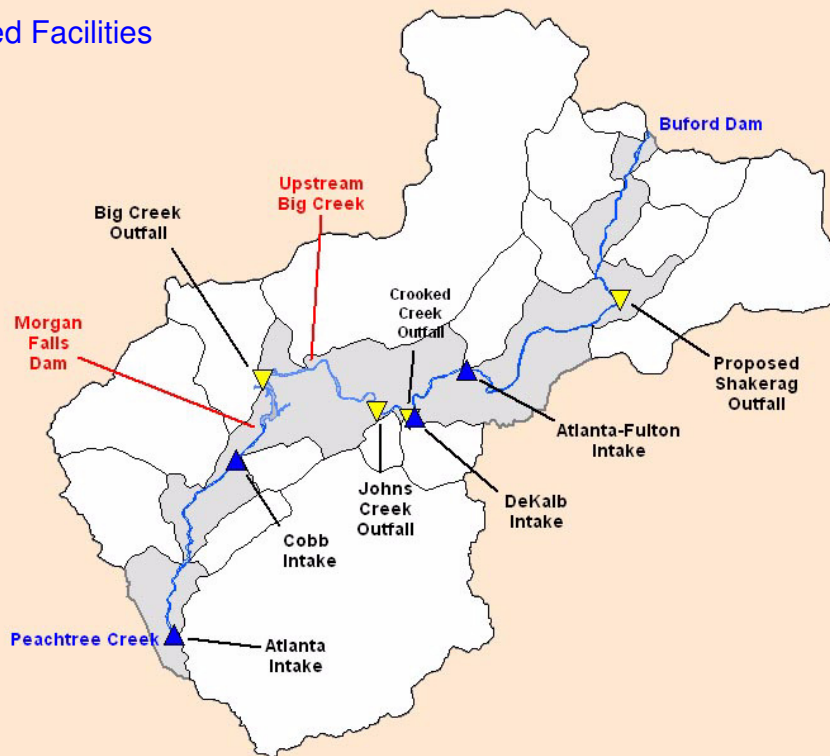 ed Facilities
Buford Dam
Upstream
Big Creek
Big Creek
Outfall
Crooked
Creek
Outfall
Morgan
Falls
Dam
Proposed
Shakerag
Outfall
Atlanta-Fulton
Intake
Johns
Creek
Outfall
DeKalb
Intake
Cobb
Intake
Peachtree Creek
Atlanta
Intake